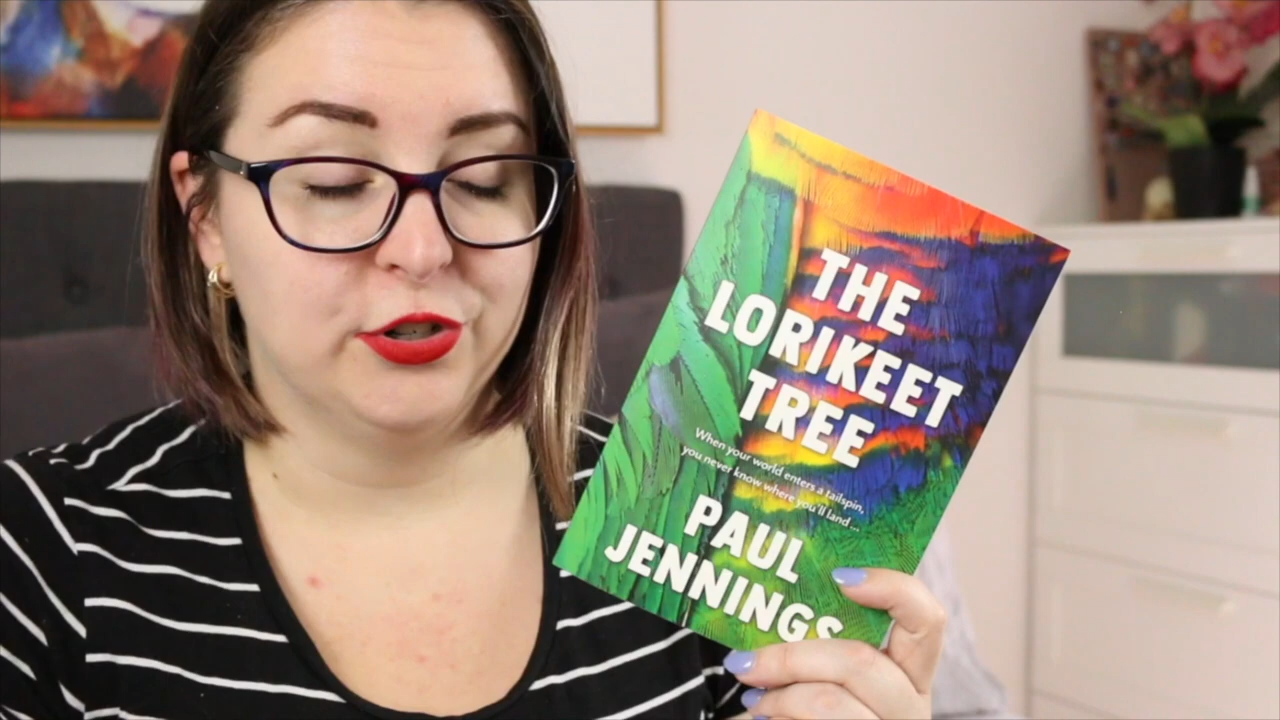 THE
LORIKEET
TREE
When your world enters a tailspin,
you never know where you'll land ...
PAUL
JENNINGS